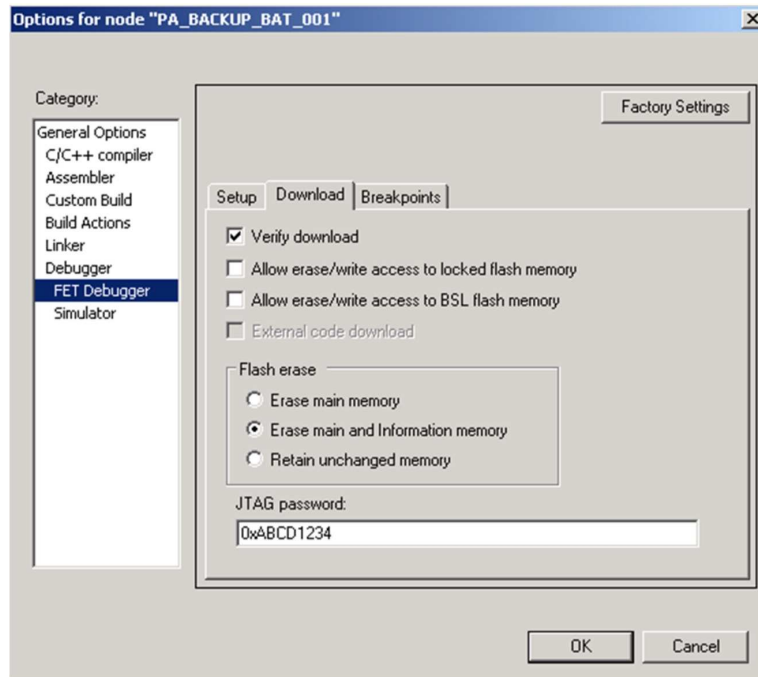 Options for node "PA_BACKUP_BAT_001"
Category:
Factory Settings
General Options
C/C++ compiler
Assembler
Custom Build
Build Actions
Linker
Debugger
FET Debugger
Simulator
Setup
Download
Breakpoints
Verify download
Allow erase/write access to locked flash memory
Allow erase/write access to BSL flash memory
External code download
Flash erase
Erase main memory
Erase main and Information memory
Retain unchanged memory
JTAG password:
0xABCD1234
OK
Cancel